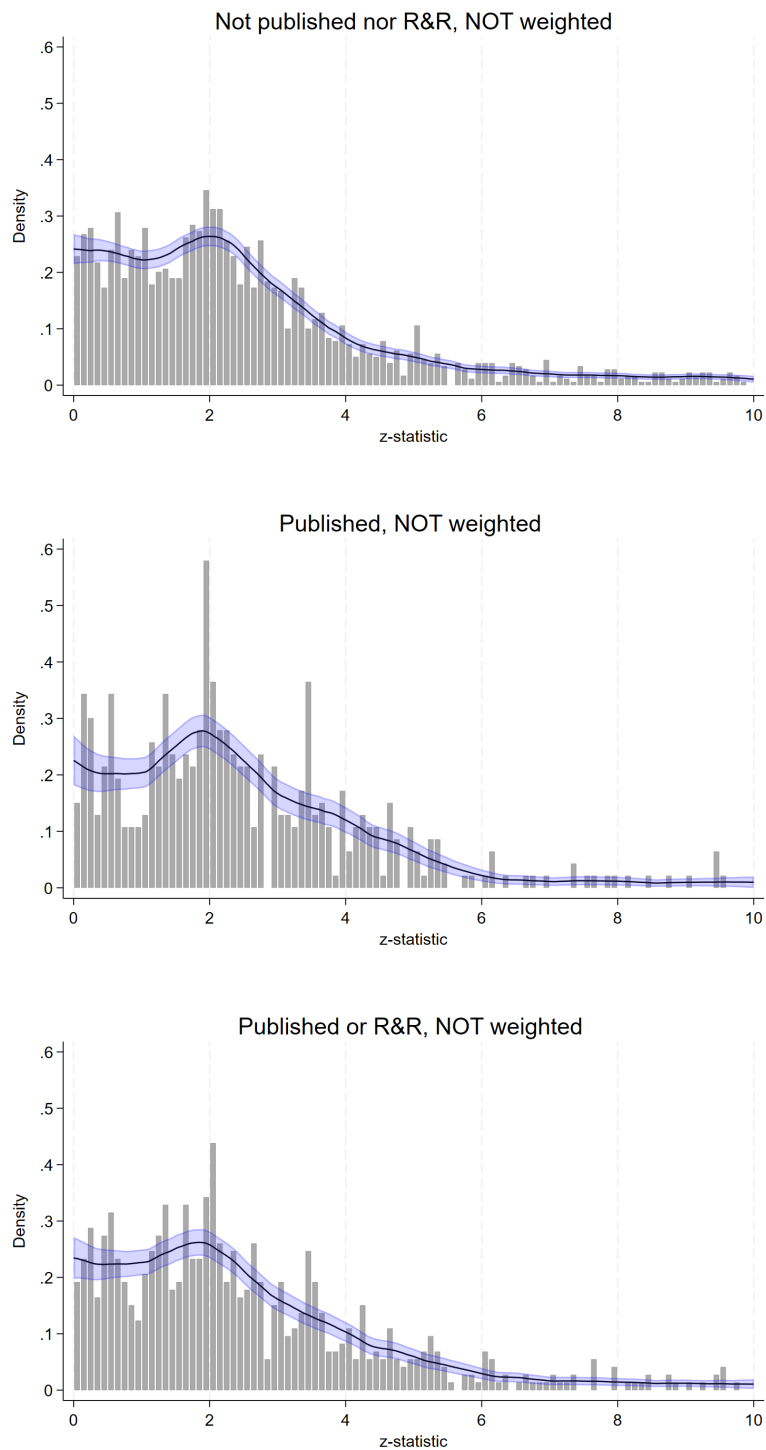 Not published nor R&R, NOT weighted
.6
.5
.4
.3
.2
.1
0
Density
0 2 4 6 8 10
z-statistic
Published, NOT weighted
.6
.5
.4
.3
.2
.1
0
Density
0 2 4 6 8 10
z-statistic
Published or R&R, NOT weighted
.6
.5
.4
.3
.2
.1
0
Density
0 2 4 6 8 10
z-statistic